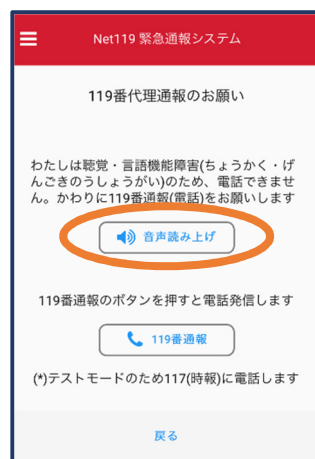 Net119 緊急通報システム
119番代理通報のお願い
わたしは聴覚・言語機能障害(ちょうかく・げ
んごきのうしょうがい)のため、電話できませ
ん。かわりに119番通報(電話)をお願いします
音声読み上げ
119番通報のボタンを押すと電話発信します
119番通報
(*)テストモードのため117(時報)に電話します
戻る